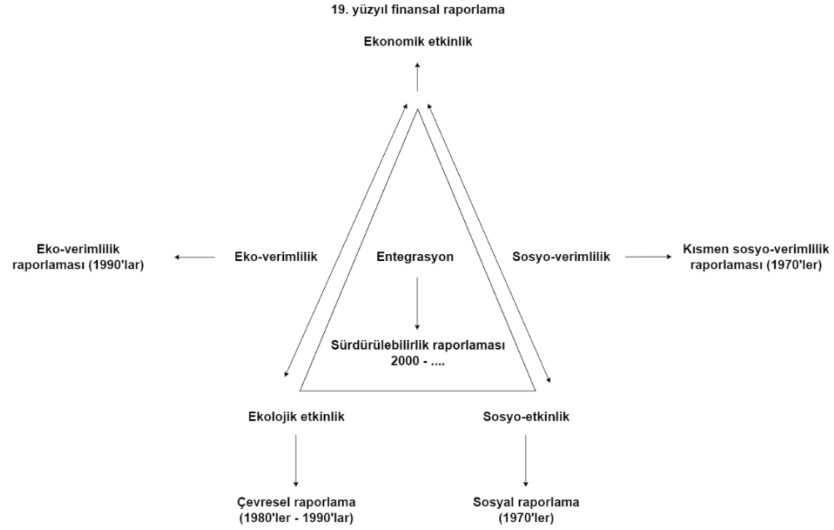 19. yüzyıl finansal raporlama
Ekonomik etkinlik
Eko-verimlilik
raporlaması (1990'lar)
Eko-verimlilik
Entegrasyon
Sosyo-verimlilik
Kısmen sosyo-verimlilik
raporlaması (1970'ler)
Sürdürülebilirlik raporlaması
2000 - ....
Ekolojik etkinlik
Sosyo-etkinlik
Çevresel raporlama
(1980'ler - 1990'lar)
Sosyal raporlama
(1970'ler)